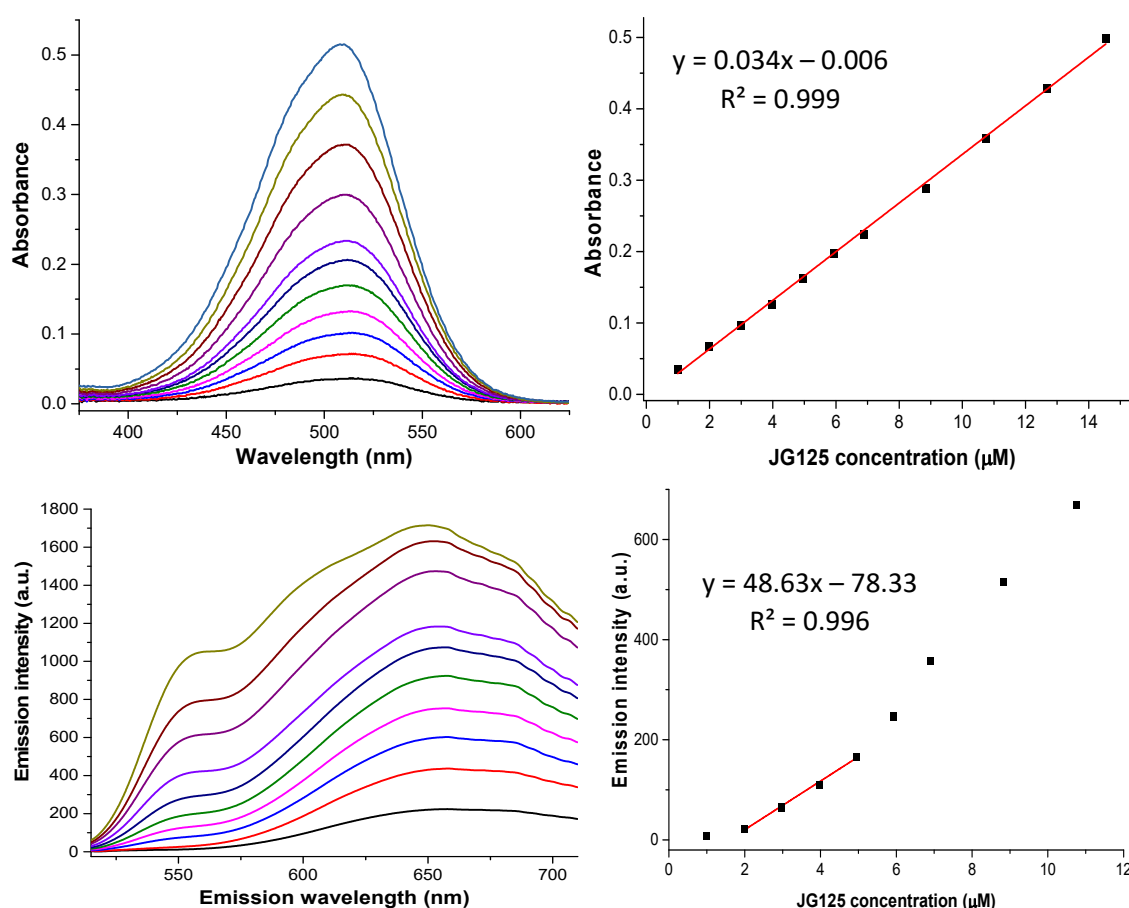 0.5
0.4
0.3
0.2
0.1
0.0
Absorbance
400 450 500 550 600
Wavelength (nm)
y = 0.034x – 0.006
R² = 0.999
0.5
0.4
0.3
0.2
0.1
0.0
Absorbance
0 2 4 6 8 10 12 14
JG125 concentration (μM)
1800
1600
1400
1200
1000
800
600
400
200
0
Emission intensity (a.u.)
550 600 650 700
Emission wavelength (nm)
y = 48.63x – 78.33
R² = 0.996
600
400
200
0
Emission intensity (a.u.)
0 2 4 6 8 10 12
JG125 concentration (μM)